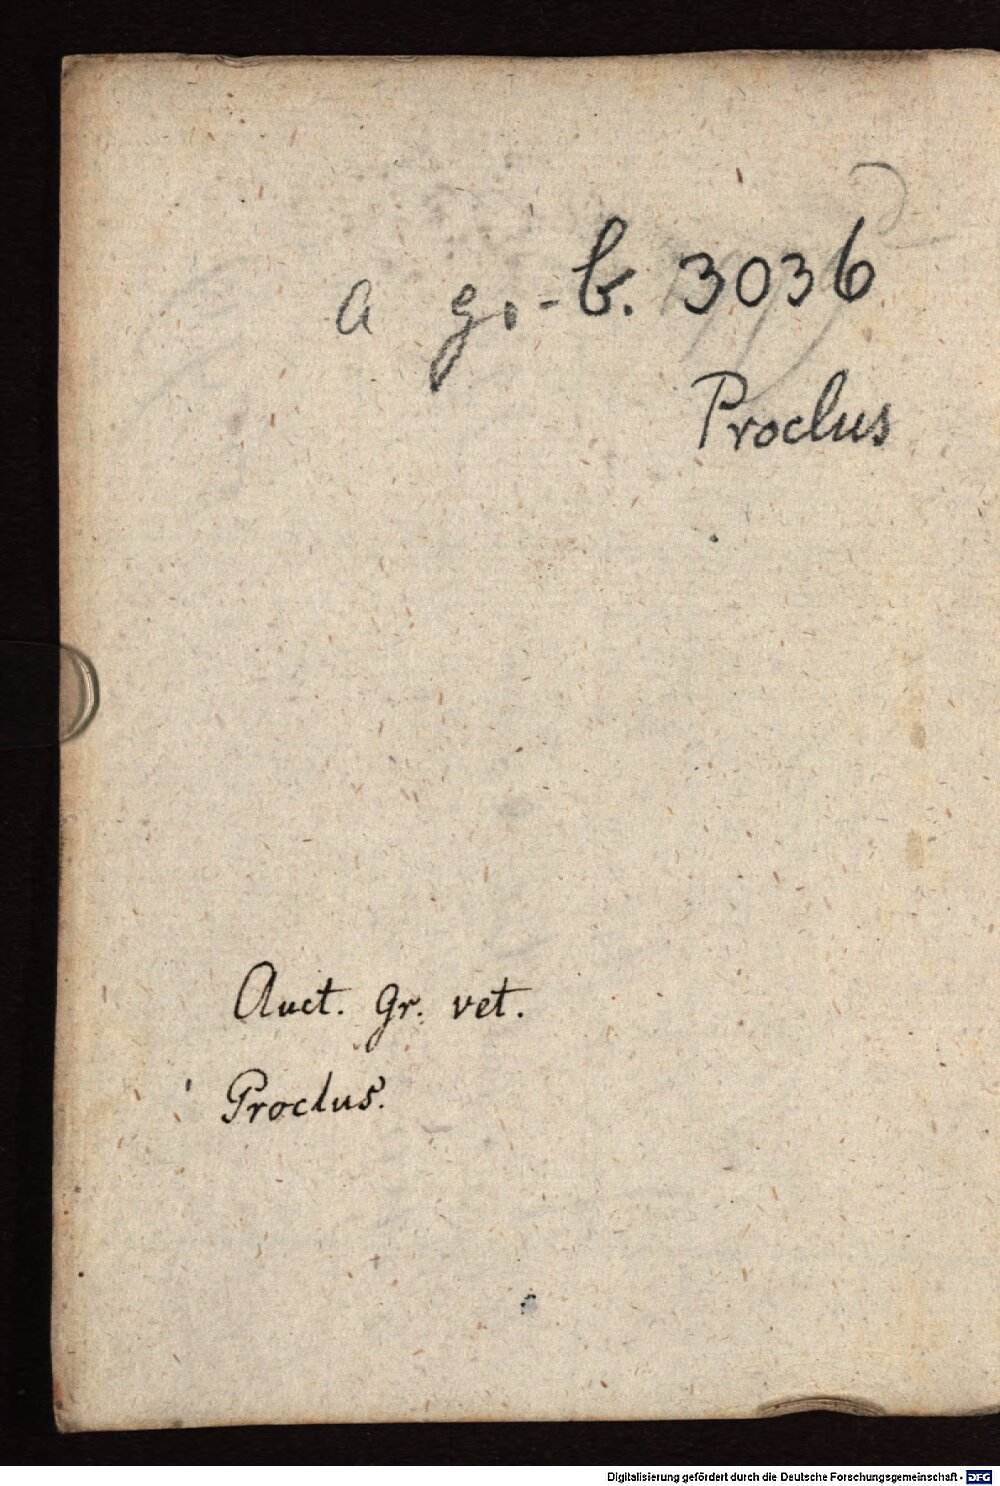 a gr. b. 3036
Proclus
Auct. gr. vet.
Proclus.
Digitalisierung gefördert durch die Deutsche Forschungsgemeinschaft - DFG